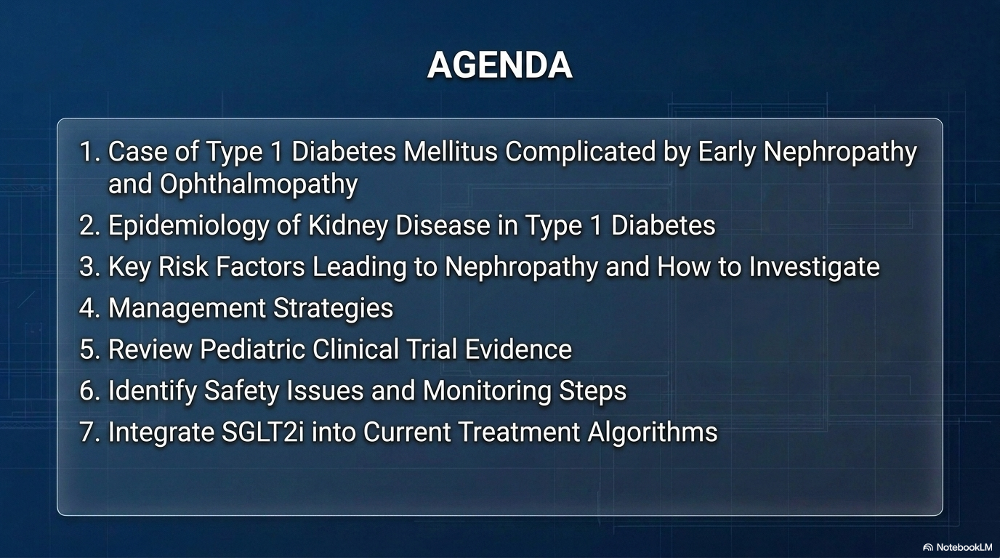 AGENDA
1. Case of Type 1 Diabetes Mellitus Complicated by Early Nephropathy
and Ophthalmopathy
2. Epidemiology of Kidney Disease in Type 1 Diabetes
3. Key Risk Factors Leading to Nephropathy and How to Investigate
4. Management Strategies
5. Review Pediatric Clinical Trial Evidence
6. Identify Safety Issues and Monitoring Steps
7. Integrate SGLT2i into Current Treatment Algorithms
NotebookLM